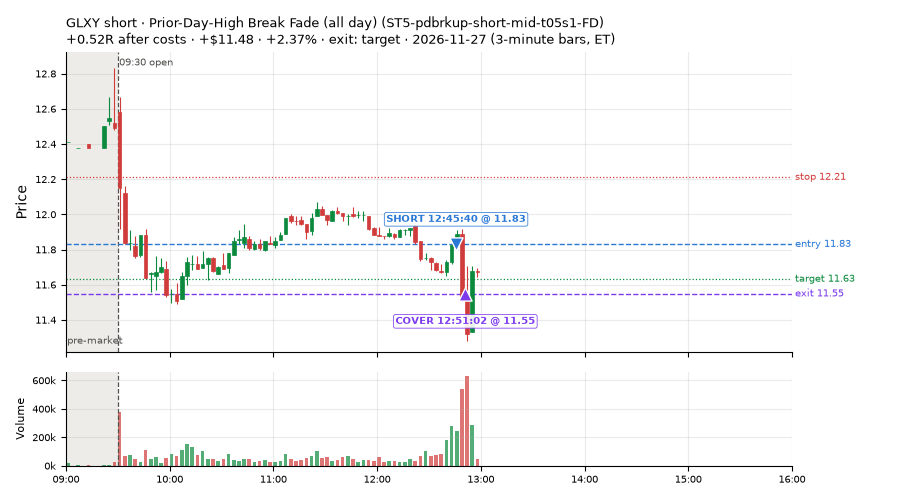 GLXY short · Prior-Day-High Break Fade (all day) (ST5-pdbrkup-short-mid-t05s1-FD)
+0.52R after costs · +$11.48 · +2.37% · exit: target · 2026-11-27 (3-minute bars, ET)
09:30 open
12.8
12.6
12.4
12.2
12.0
11.8
11.6
11.4
Price
stop 12.21
SHORT 12:45:40 @ 11.83
entry 11.83
target 11.63
exit 11.55
COVER 12:51:02 @ 11.55
pre-market
600k
400k
200k
0k
Volume
09:00
10:00
11:00
12:00
13:00
14:00
15:00
16:00